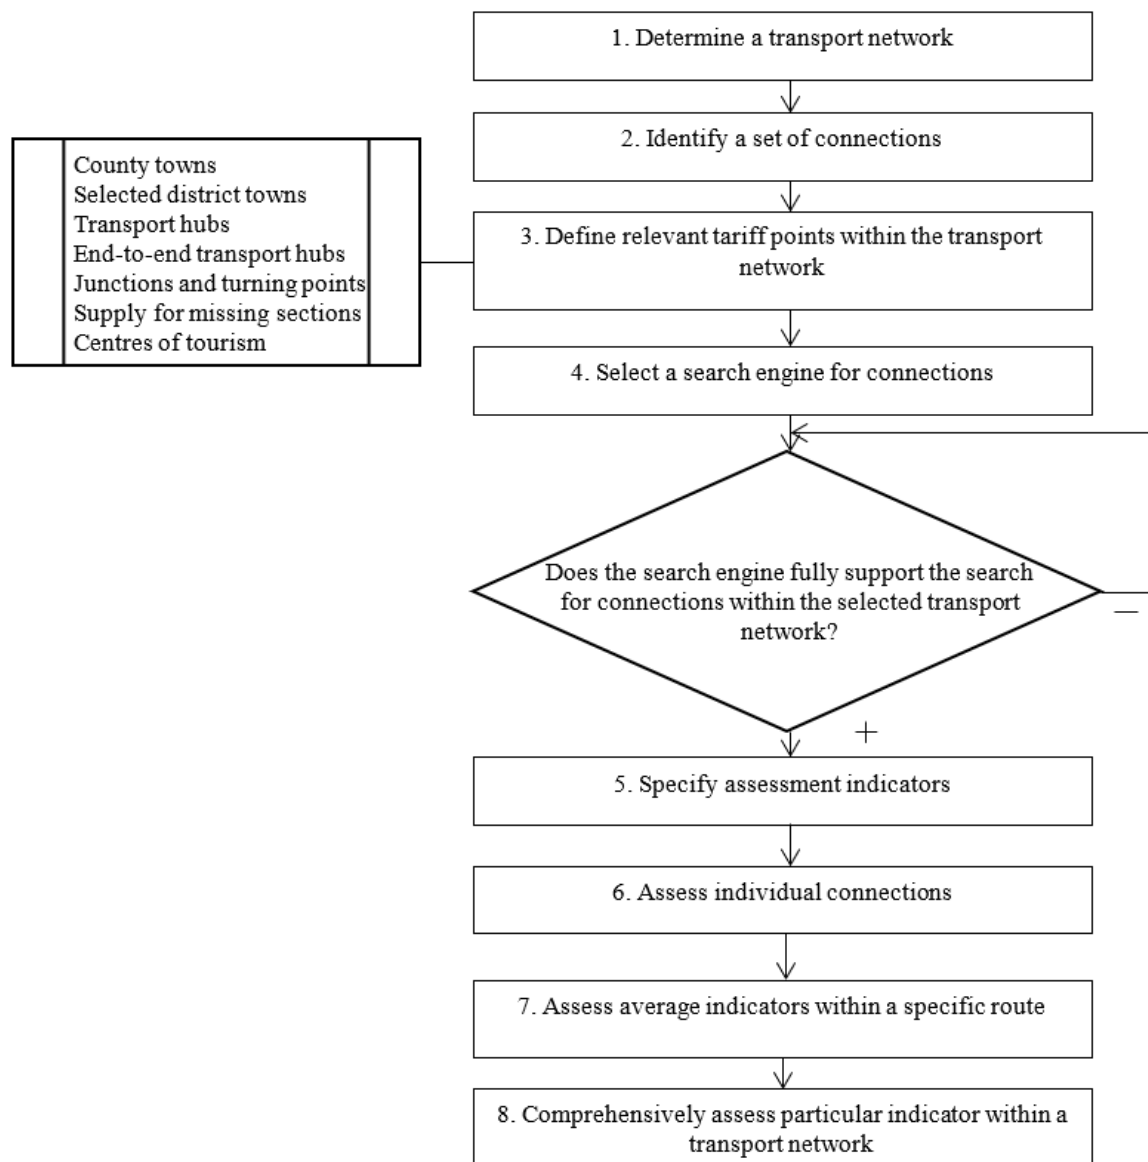 1. Determine a transport network
2. Identify a set of connections
County towns
Selected district towns
Transport hubs
End-to-end transport hubs
Junctions and turning points
Supply for missing sections
Centres of tourism
3. Define relevant tariff points within the transport
network
4. Select a search engine for connections
Does the search engine fully support the search
for connections within the selected transport
network?
—
+
5. Specify assessment indicators
6. Assess individual connections
7. Assess average indicators within a specific route
8. Comprehensively assess particular indicator within a
transport network